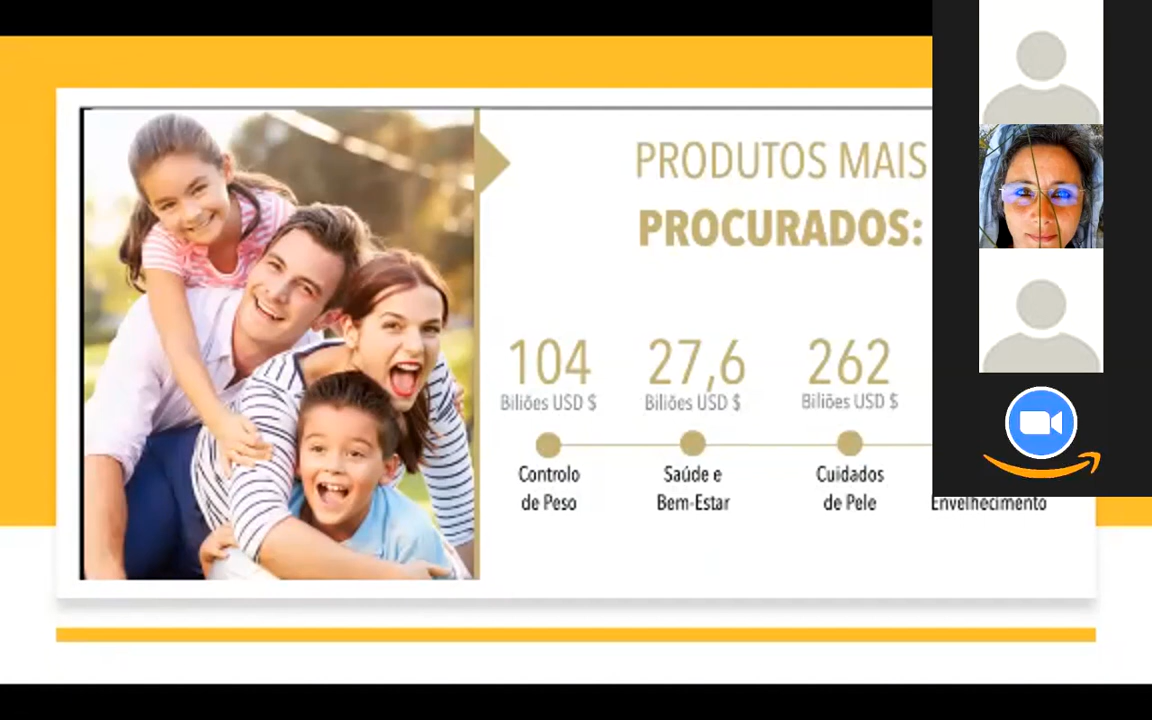 PRODUTOS MAIS
PROCURADOS:
104
Biliões USD $
27,6
Biliões USD $
262
Biliões USD $
Controlo
de Peso
Saúde e
Bem-Estar
Cuidados
de Pele
Envelhecimento